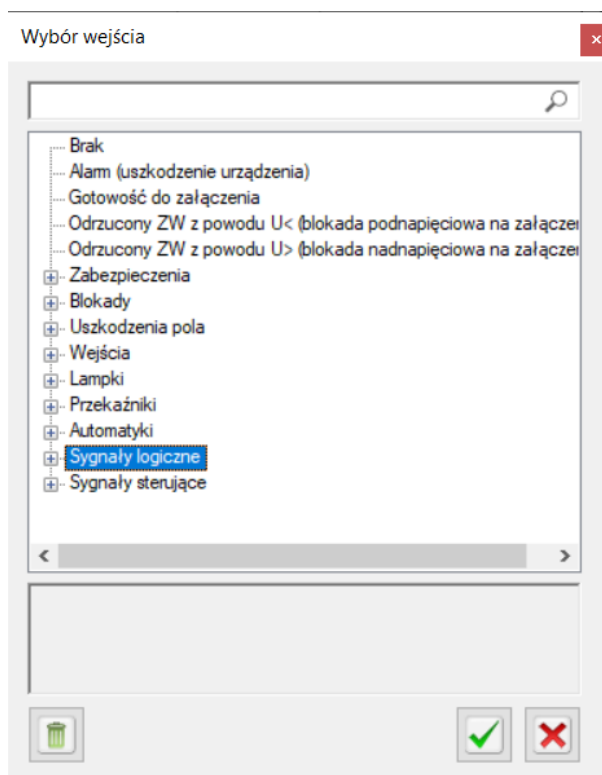 Wybór wejścia
Brak
Alarm (uszkodzenie urządzenia)
Gotowość do załączenia
Odrzucony ZW z powodu U< (blokada podnapięciowa na załącze
Odrzucony ZW z powodu U> (blokada nadnapięciowa na załącze
Zabezpieczenia
Blokady
Uszkodzenia pola
Wejścia
Lampki
Przekaźniki
Automatyki
Sygnały logiczne
Sygnały sterujące